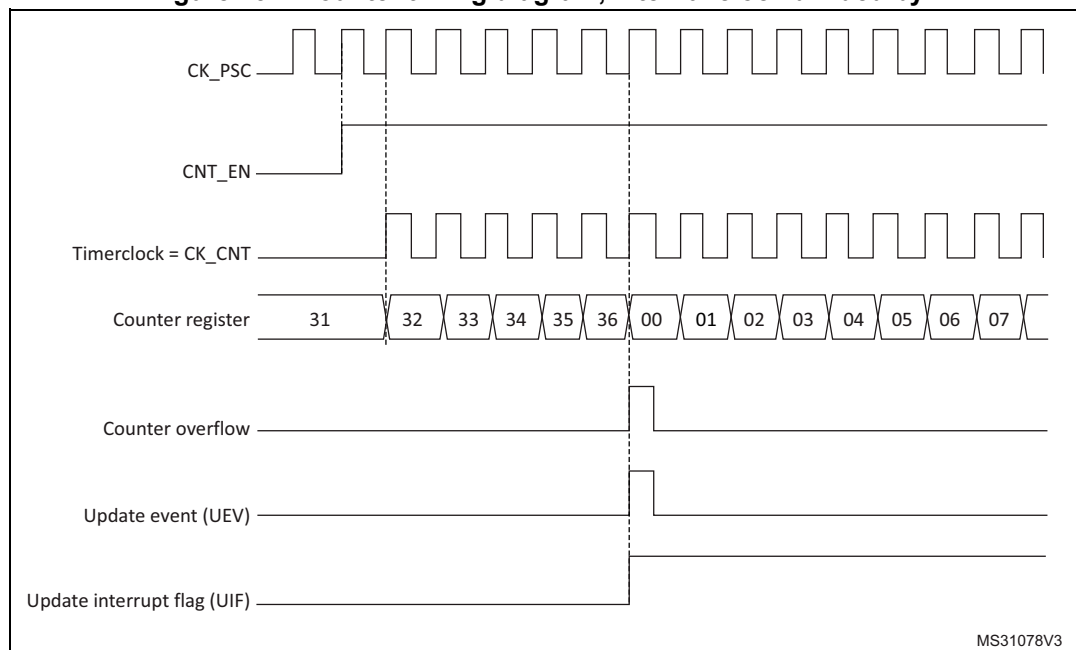 CK_PSC
CNT_EN
Timerclock = CK_CNT
Counter register 31 32 33 34 35 36 00 01 02 03 04 05 06 07
Counter overflow
Update event (UEV)
Update interrupt flag (UIF)
MS31078V3